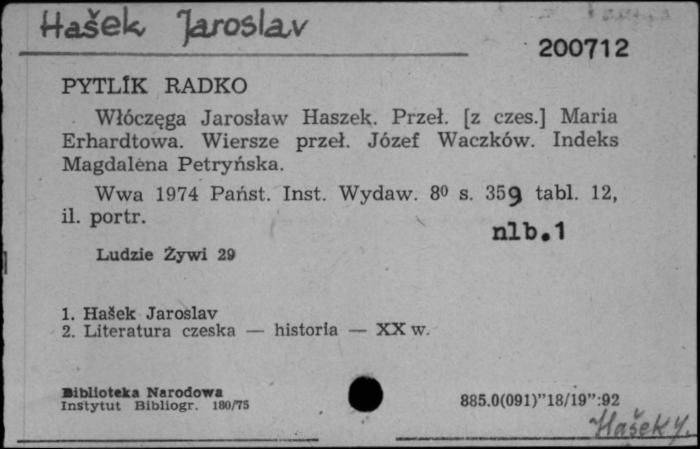 Hašek Jaroslav
200712
PYTLÍK RADKO
Włóczęga Jarosław Haszek. Przeł. [z czes.] Maria
Erhardtowa. Wiersze przeł. Józef Waczków. Indeks
Magdalena Petryńska.
Wwa 1974 Państ. Inst. Wydaw. 8⁰ s. 359 tabl. 12,
il. portr.
nlb.1
Ludzie Żywi 29
1. Hašek Jaroslav
2. Literatura czeska — historia — XX w.
Biblioteka Narodowa
Instytut Bibliogr. 180/75
885.0(091)"18/19":92
Hašek J.